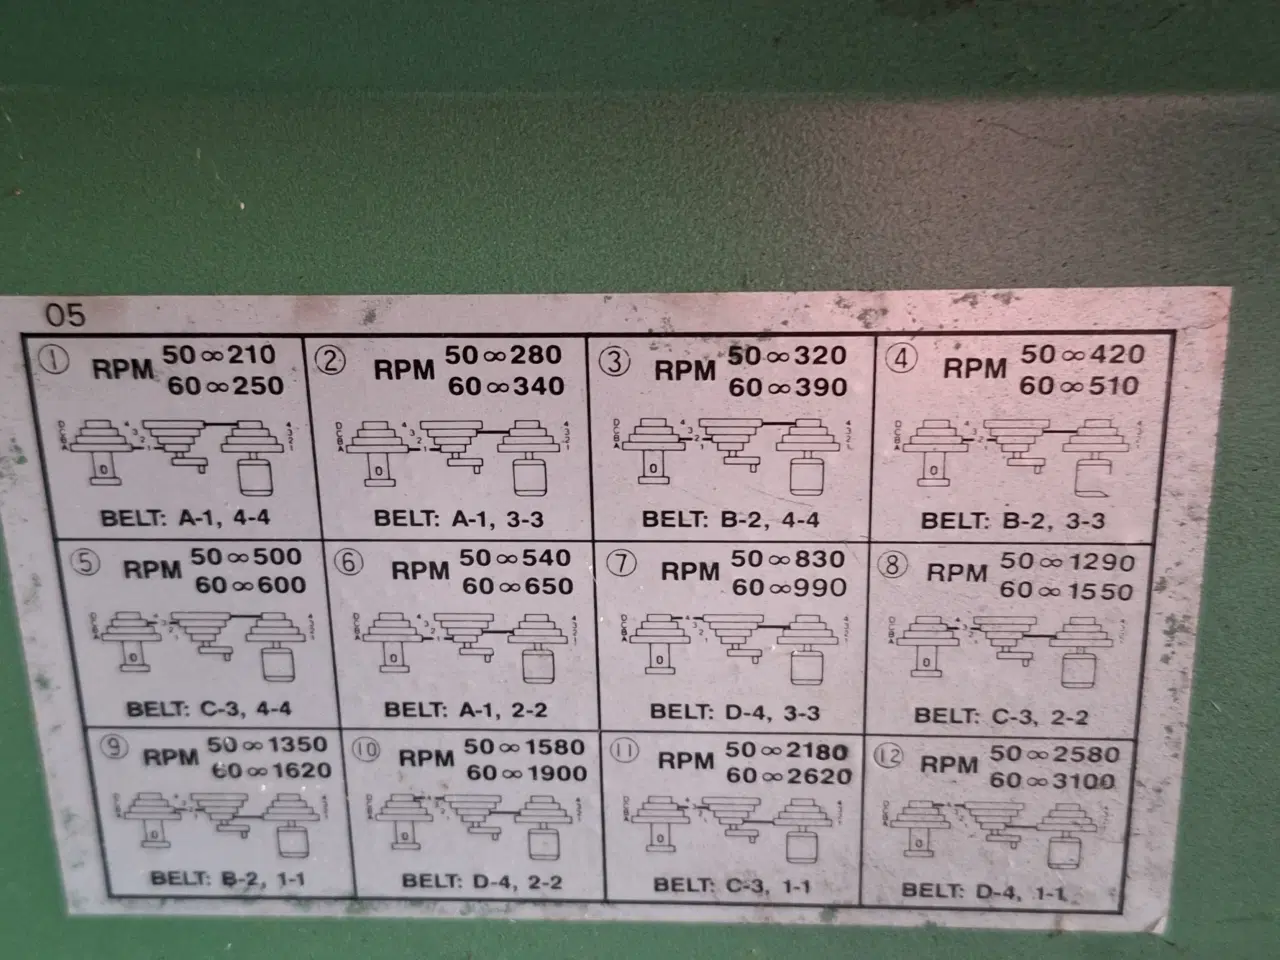 05
① RPM 50∞210
60∞250
BELT: A-1, 4-4
② RPM 50∞280
60∞340
BELT: A-1, 3-3
③ RPM 50∞320
60∞390
BELT: B-2, 4-4
④ RPM 50∞420
60∞510
BELT: B-2, 3-3
⑤ RPM 50∞500
60∞600
BELT: C-3, 4-4
⑥ RPM 50∞540
60∞650
BELT: A-1, 2-2
⑦ RPM 50∞830
60∞990
BELT: D-4, 3-3
⑧ RPM 50∞1290
60∞1550
BELT: C-3, 2-2
⑨ RPM 50∞1350
60∞1620
BELT: B-2, 1-1
⑩ RPM 50∞1580
60∞1900
BELT: D-4, 2-2
⑪ RPM 50∞2180
60∞2620
BELT: C-3, 1-1
⑫ RPM 50∞2580
60∞3100
BELT: D-4, 1-1